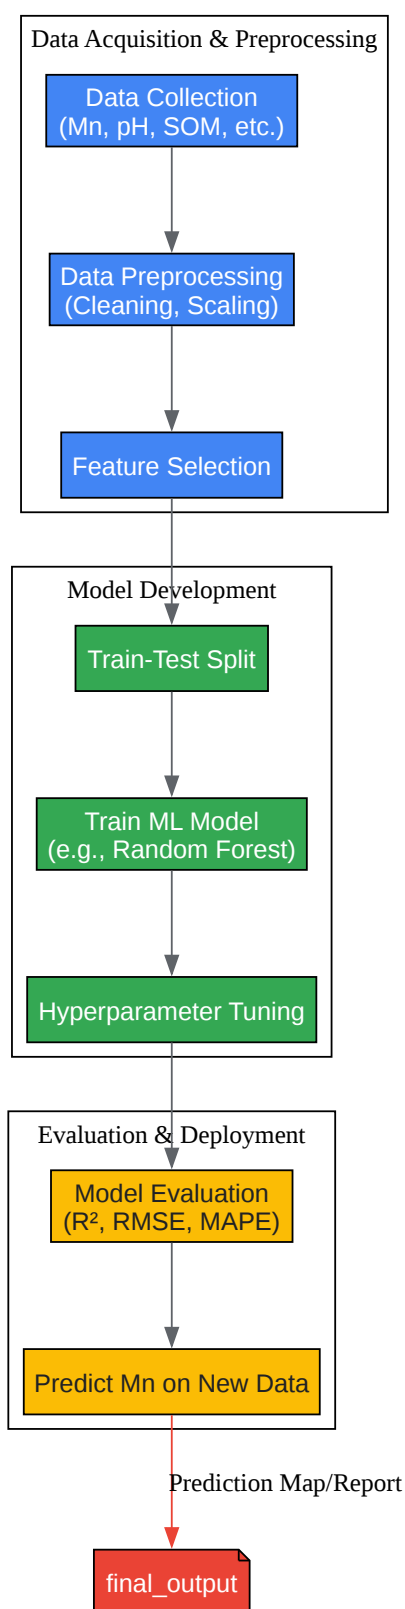 Data Acquisition & Preprocessing
Data Collection
(Mn, pH, SOM, etc.)
Data Preprocessing
(Cleaning, Scaling)
Feature Selection
Model Development
Train-Test Split
Train ML Model
(e.g., Random Forest)
Hyperparameter Tuning
Evaluation & Deployment
Model Evaluation
(R², RMSE, MAPE)
Predict Mn on New Data
Prediction Map/Report
final_output